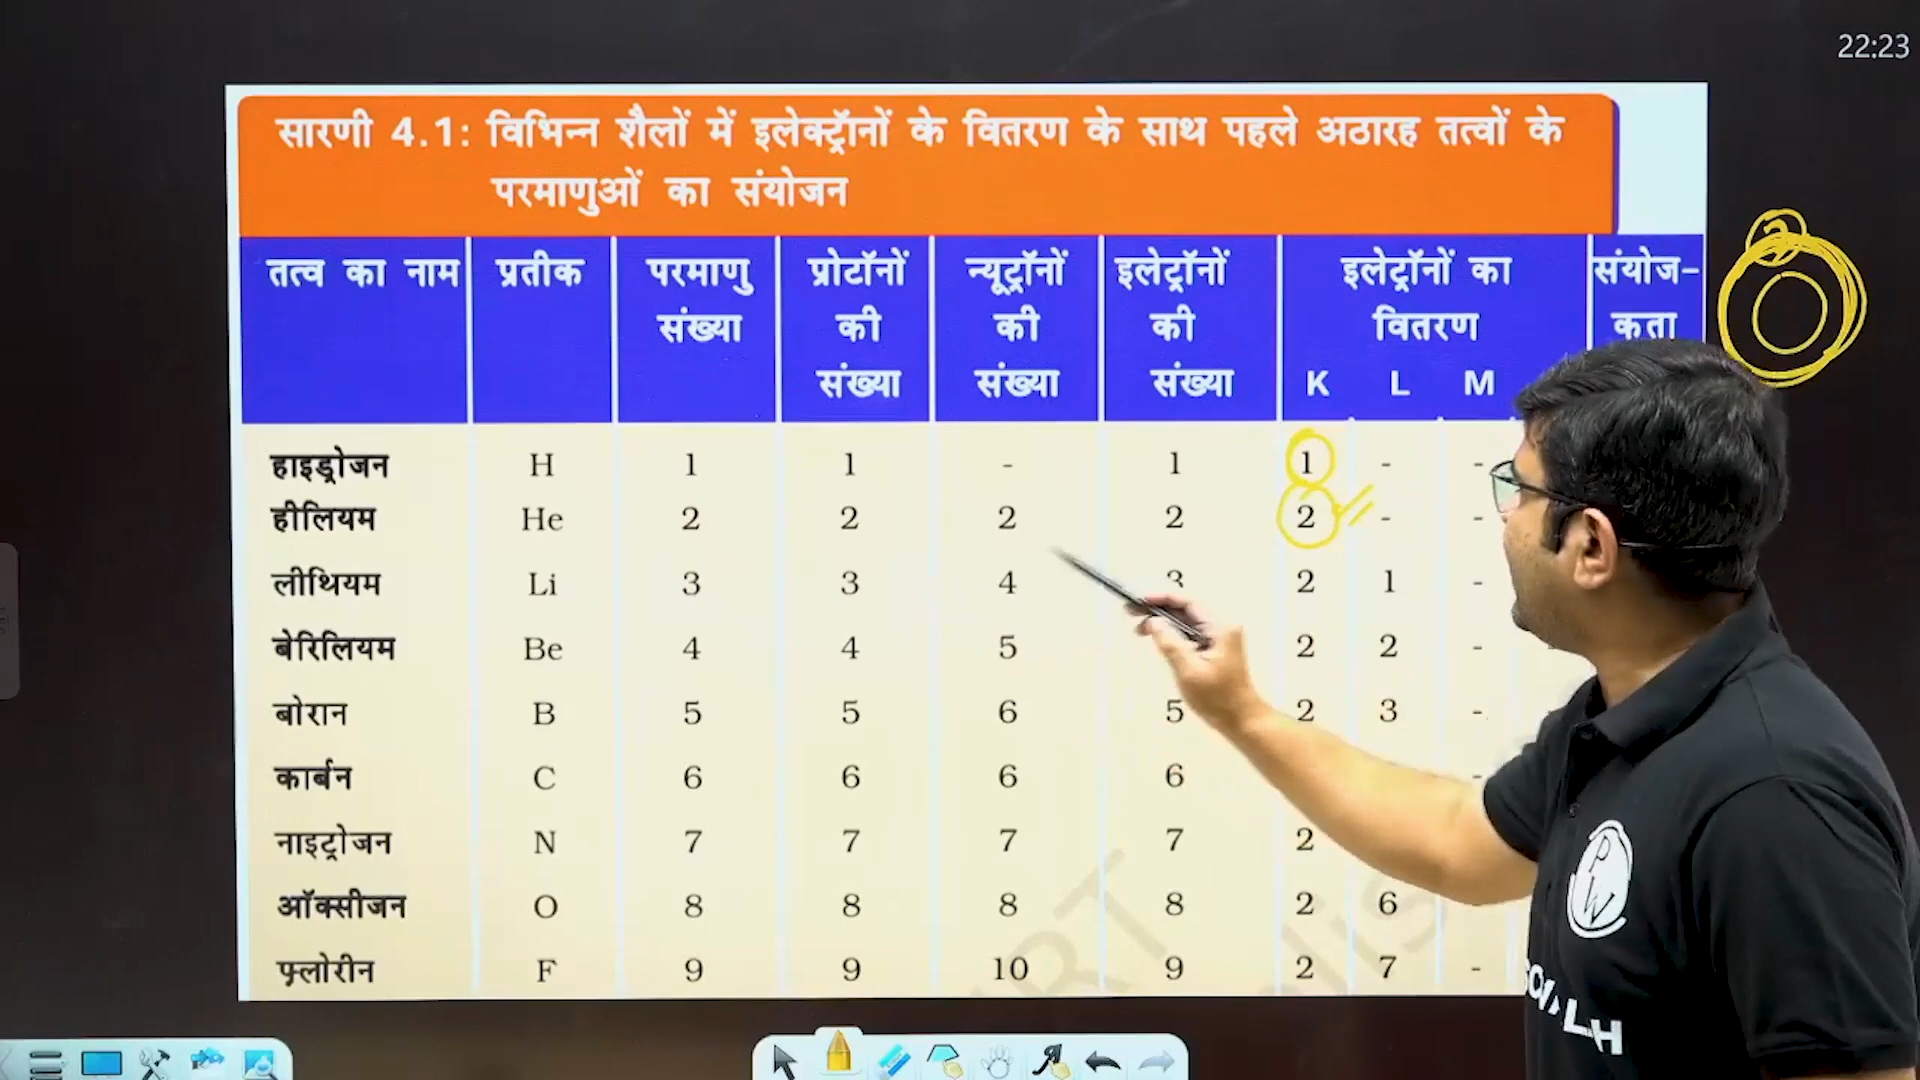 22:23
सारणी 4.1: विभिन्न शैलों में इलेक्ट्रॉनों के वितरण के साथ पहले अठारह तत्वों के
परमाणुओं का संयोजन
तत्व का नाम प्रतीक परमाणु प्रोटॉनों न्यूट्रॉनों इलेट्रॉनों इलेट्रॉनों का संयोज-
संख्या की की की वितरण कता
संख्या संख्या संख्या K L M
हाइड्रोजन H 1 1 - 1 1 - -
हीलियम He 2 2 2 2 2 - -
लीथियम Li 3 3 4 3 2 1 -
बेरिलियम Be 4 4 5 2 2 -
बोरान B 5 5 6 5 2 3 -
कार्बन C 6 6 6 6 -
नाइट्रोजन N 7 7 7 7 2
ऑक्सीजन O 8 8 8 8 2 6
फ़्लोरीन F 9 9 10 9 2 7 -
PW